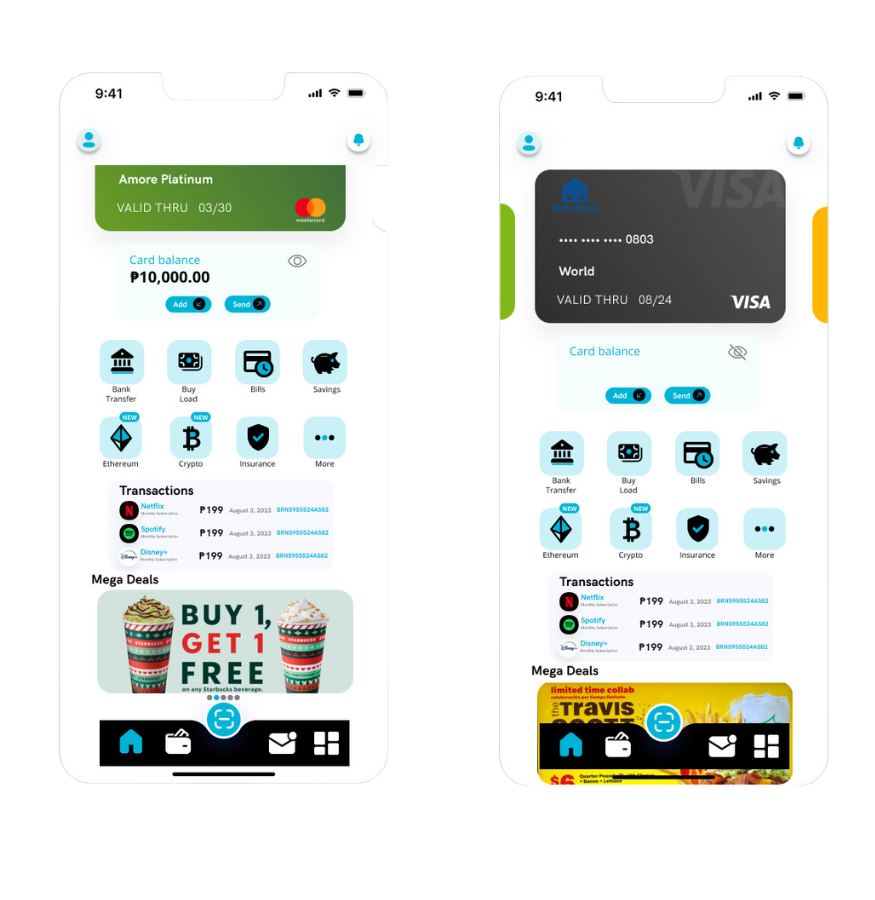 9:41
Amore Platinum
VALID THRU 03/30
mastercard
Card balance
₱10,000.00
Add
Send
Bank Transfer
Buy Load
Bills
Savings
NEW
NEW
Ethereum
Crypto
Insurance
More
Transactions
Netflix
Monthly Subscription
₱199 August 3, 2023 BRN5955524A582
Spotify
Monthly Subscription
₱199 August 3, 2023 BRN5955524A582
Disney+
Monthly Subscription
₱199 August 3, 2023 BRN5955524A582
Mega Deals
BUY 1,
GET 1
FREE
on any Starbucks beverage.
STARBUCKS
STARBUCKS
9:41
VISA
Metrobank
•••• •••• •••• 0803
World
VALID THRU 08/24
VISA
Card balance
Add
Send
Bank Transfer
Buy Load
Bills
Savings
NEW
NEW
Ethereum
Crypto
Insurance
More
Transactions
Netflix
Monthly Subscription
₱199 August 3, 2023 BRN5955524A582
Spotify
Monthly Subscription
₱199 August 3, 2023 BRN5955524A582
Disney+
Monthly Subscription
₱199 August 3, 2023 BRN5955524A582
Mega Deals
limited time collab
colaboración por tiempo limitado
the
Travis
SCOTT
$6
• Bacon • Lettuce